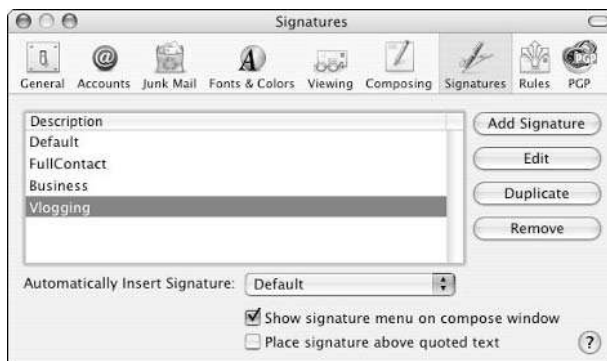 Signatures
General Accounts Junk Mail Fonts & Colors Viewing Composing Signatures Rules PGP
Description
Default
FullContact
Business
Vlogging
Add Signature
Edit
Duplicate
Remove
Automatically Insert Signature: Default
Show signature menu on compose window
Place signature above quoted text
?